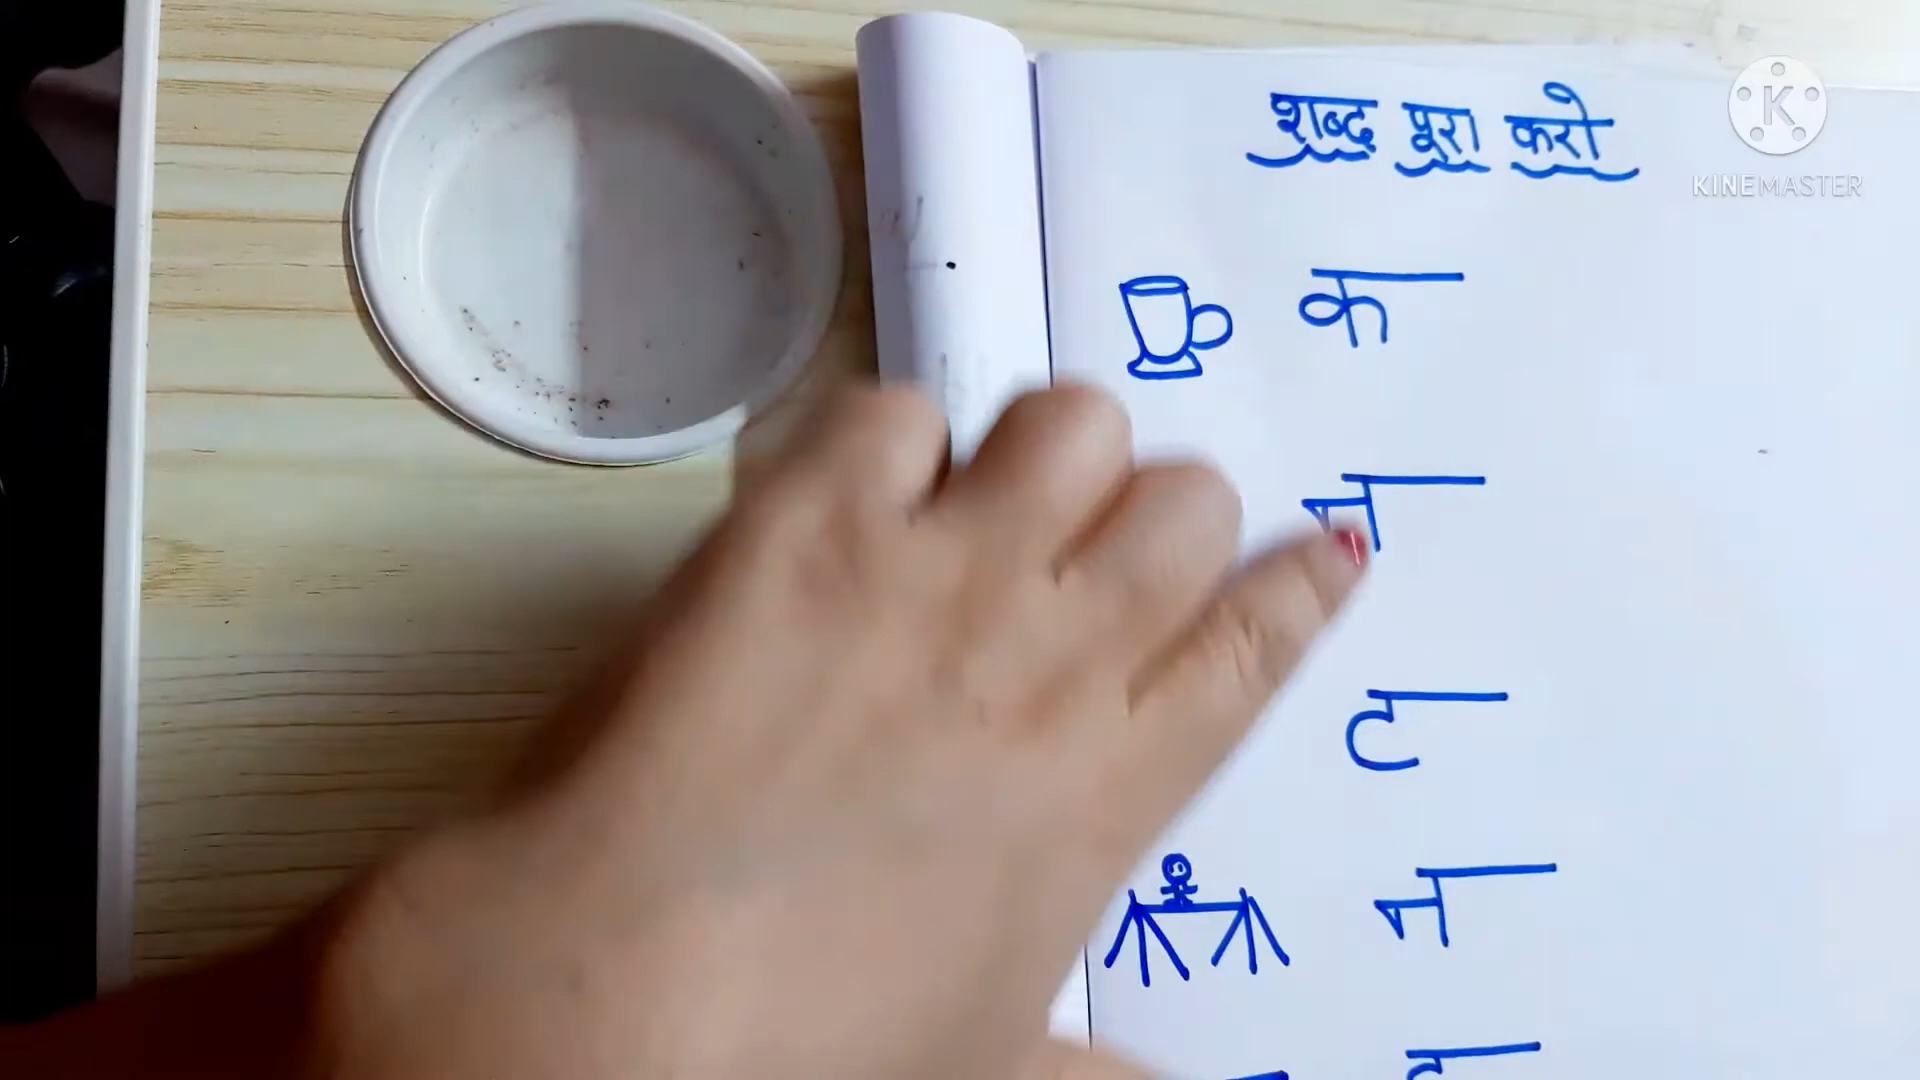 शब्द पूरा करो
KINEMASTER
क
न
ट
न